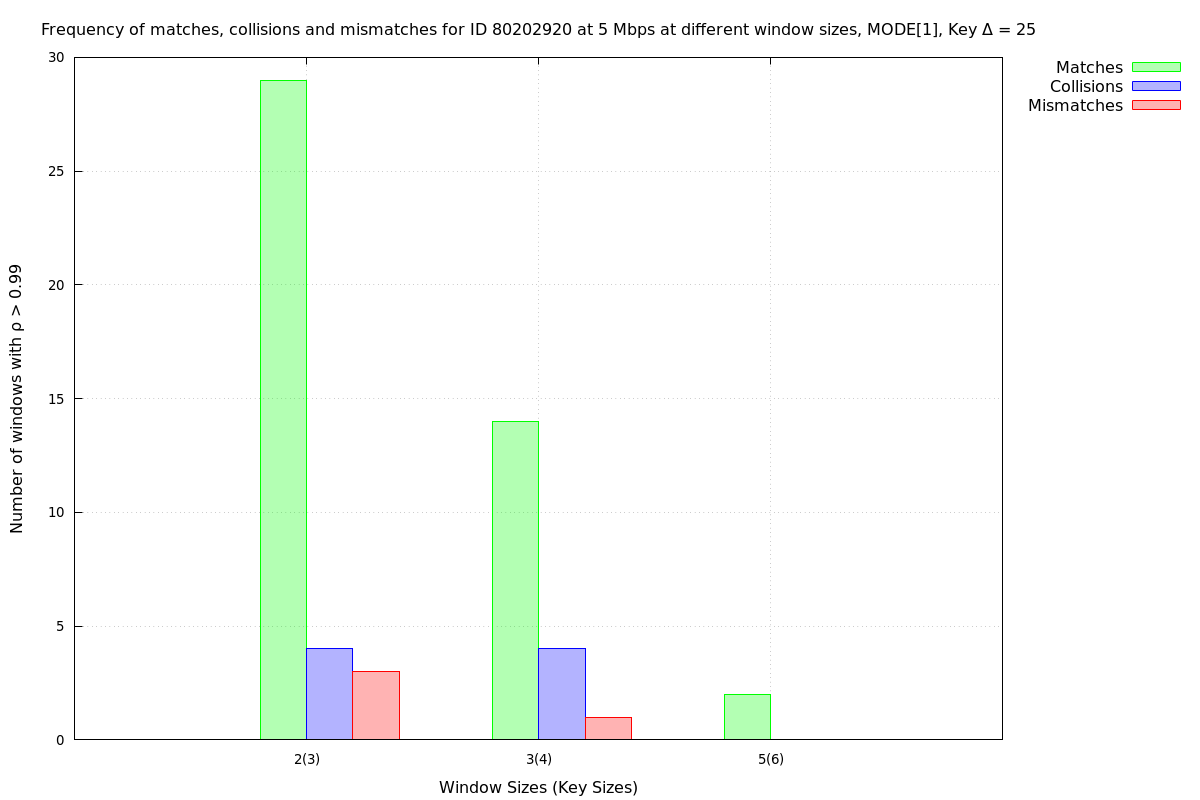 Frequency of matches, collisions and mismatches for ID 80202920 at 5 Mbps at different window sizes, MODE[1], Key Δ = 25
Matches
Collisions
Mismatches
Number of windows with ρ > 0.99
30
25
20
15
10
5
0
2(3)
3(4)
5(6)
Window Sizes (Key Sizes)